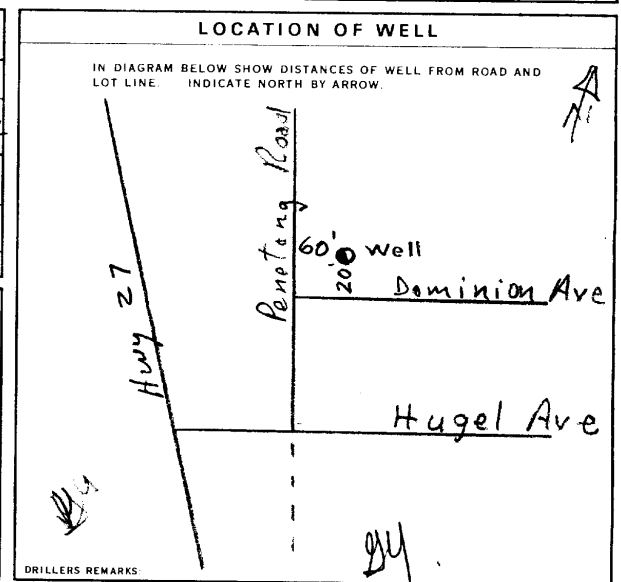 LOCATION OF WELL
IN DIAGRAM BELOW SHOW DISTANCES OF WELL FROM ROAD AND
LOT LINE. INDICATE NORTH BY ARROW.
N
Penetang Road
60' Well
20'
Dominion Ave
Hwy 27
Hugel Ave
DRILLERS REMARKS: